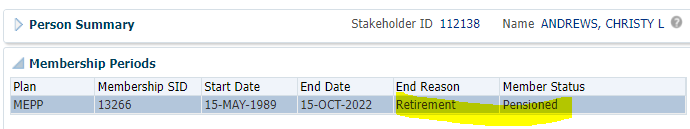 Person Summary Stakeholder ID 112138 Name ANDREWS, CHRISTY L
Membership Periods
Plan Membership SID Start Date End Date End Reason Member Status
MEPP 13266 15-MAY-1989 15-OCT-2022 Retirement Pensioned